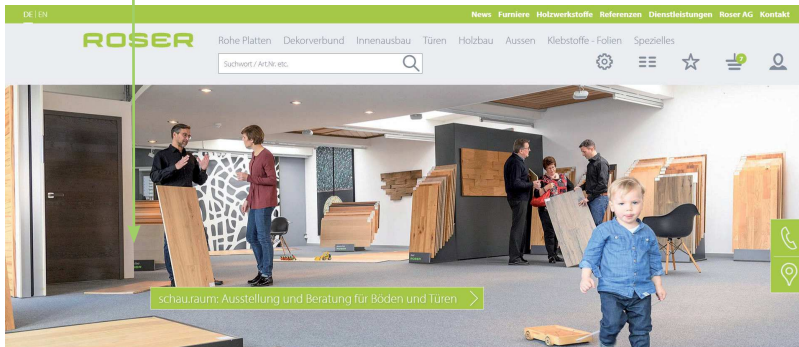 DE | EN
News Furniere Holzwerkstoffe Referenzen Dienstleistungen Roser AG Kontakt
ROSER
Rohe Platten Dekorverbund Innenausbau Türen Holzbau Aussen Klebstoffe - Folien Spezielles
Suchwort / Art.Nr. etc.
7
schau.raum: Ausstellung und Beratung für Böden und Türen